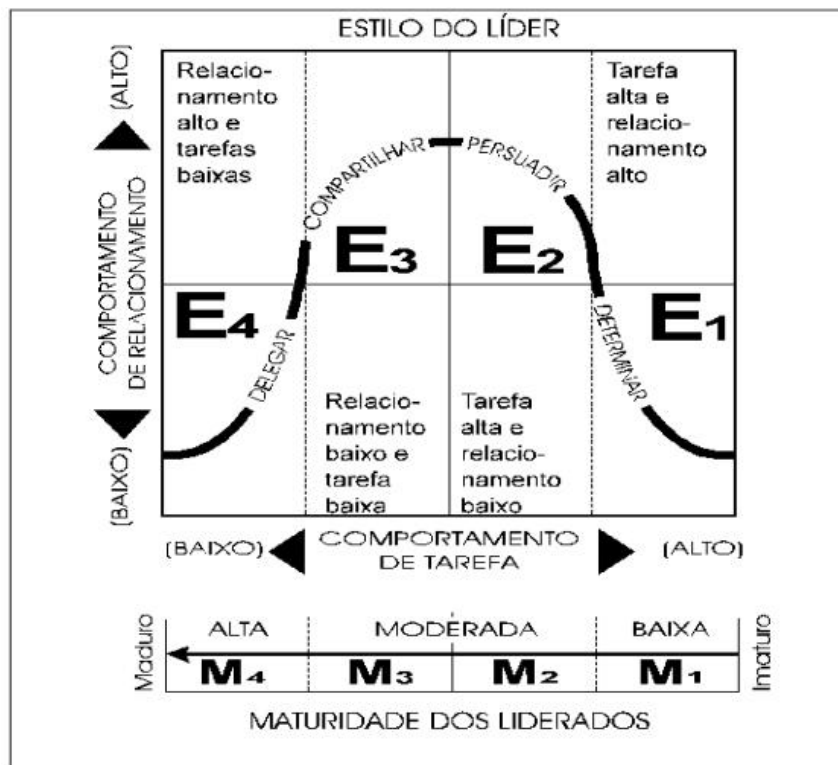 ESTILO DO LÍDER
(ALTO)
COMPORTAMENTO
DE RELACIONAMENTO
(BAIXO)
Relacio-
namento
alto e
tarefas
baixas
Tarefa
alta e
relacio-
namento
alto
COMPARTILHAR
PERSUADIR
E3
E2
E4
E1
DELEGAR
DETERMINAR
Relacio-
namento
baixo e
tarefa
baixa
Tarefa
alta e
relacio-
namento
baixo
(BAIXO)
COMPORTAMENTO
DE TAREFA
(ALTO)
Maduro
ALTA
MODERADA
BAIXA
Imaturo
M4
M3
M2
M1
MATURIDADE DOS LIDERADOS